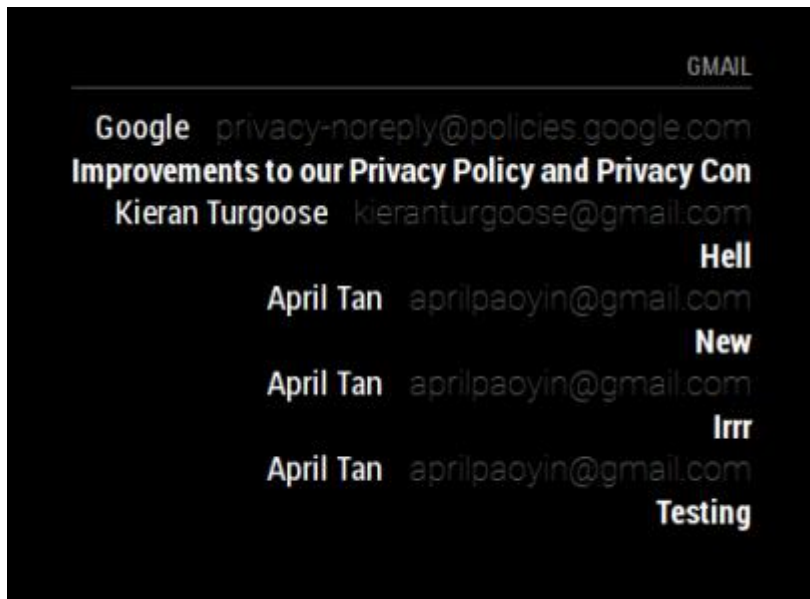 GMAIL
Google privacy-noreply@policies.google.com
Improvements to our Privacy Policy and Privacy Con
Kieran Turgoose kieranturgoose@gmail.com
Hell
April Tan aprilpaoyin@gmail.com
New
April Tan aprilpaoyin@gmail.com
Irrr
April Tan aprilpaoyin@gmail.com
Testing